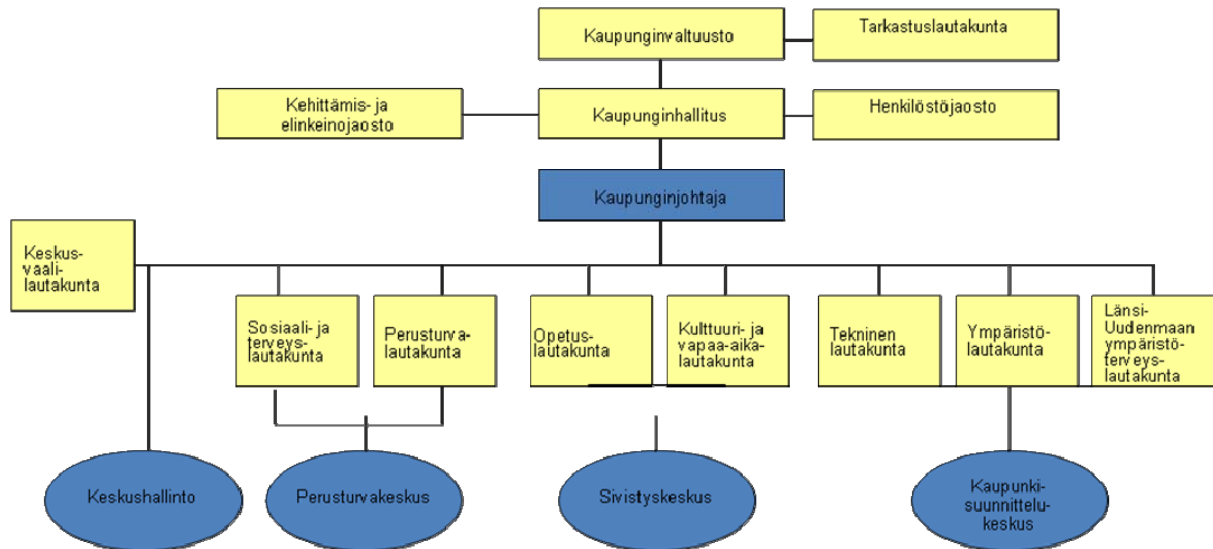 Kaupunginvaltuusto
Tarkastuslautakunta
Kehittämis- ja
elinkeinojaosto
Kaupunginhallitus
Henkilöstöjaosto
Kaupunginjohtaja
Keskus-
vaali-
lautakunta
Sosiaali- ja
terveys-
lautakunta
Perusturva-
lautakunta
Opetus-
lautakunta
Kulttuuri- ja
vapaa-aika-
lautakunta
Tekninen
lautakunta
Ympäristö-
lautakunta
Länsi-
Uudenmaan
ympäristö-
terveys-
lautakunta
Keskushallinto
Perusturvakeskus
Sivistyskeskus
Kaupunki-
suunnittelu-
keskus